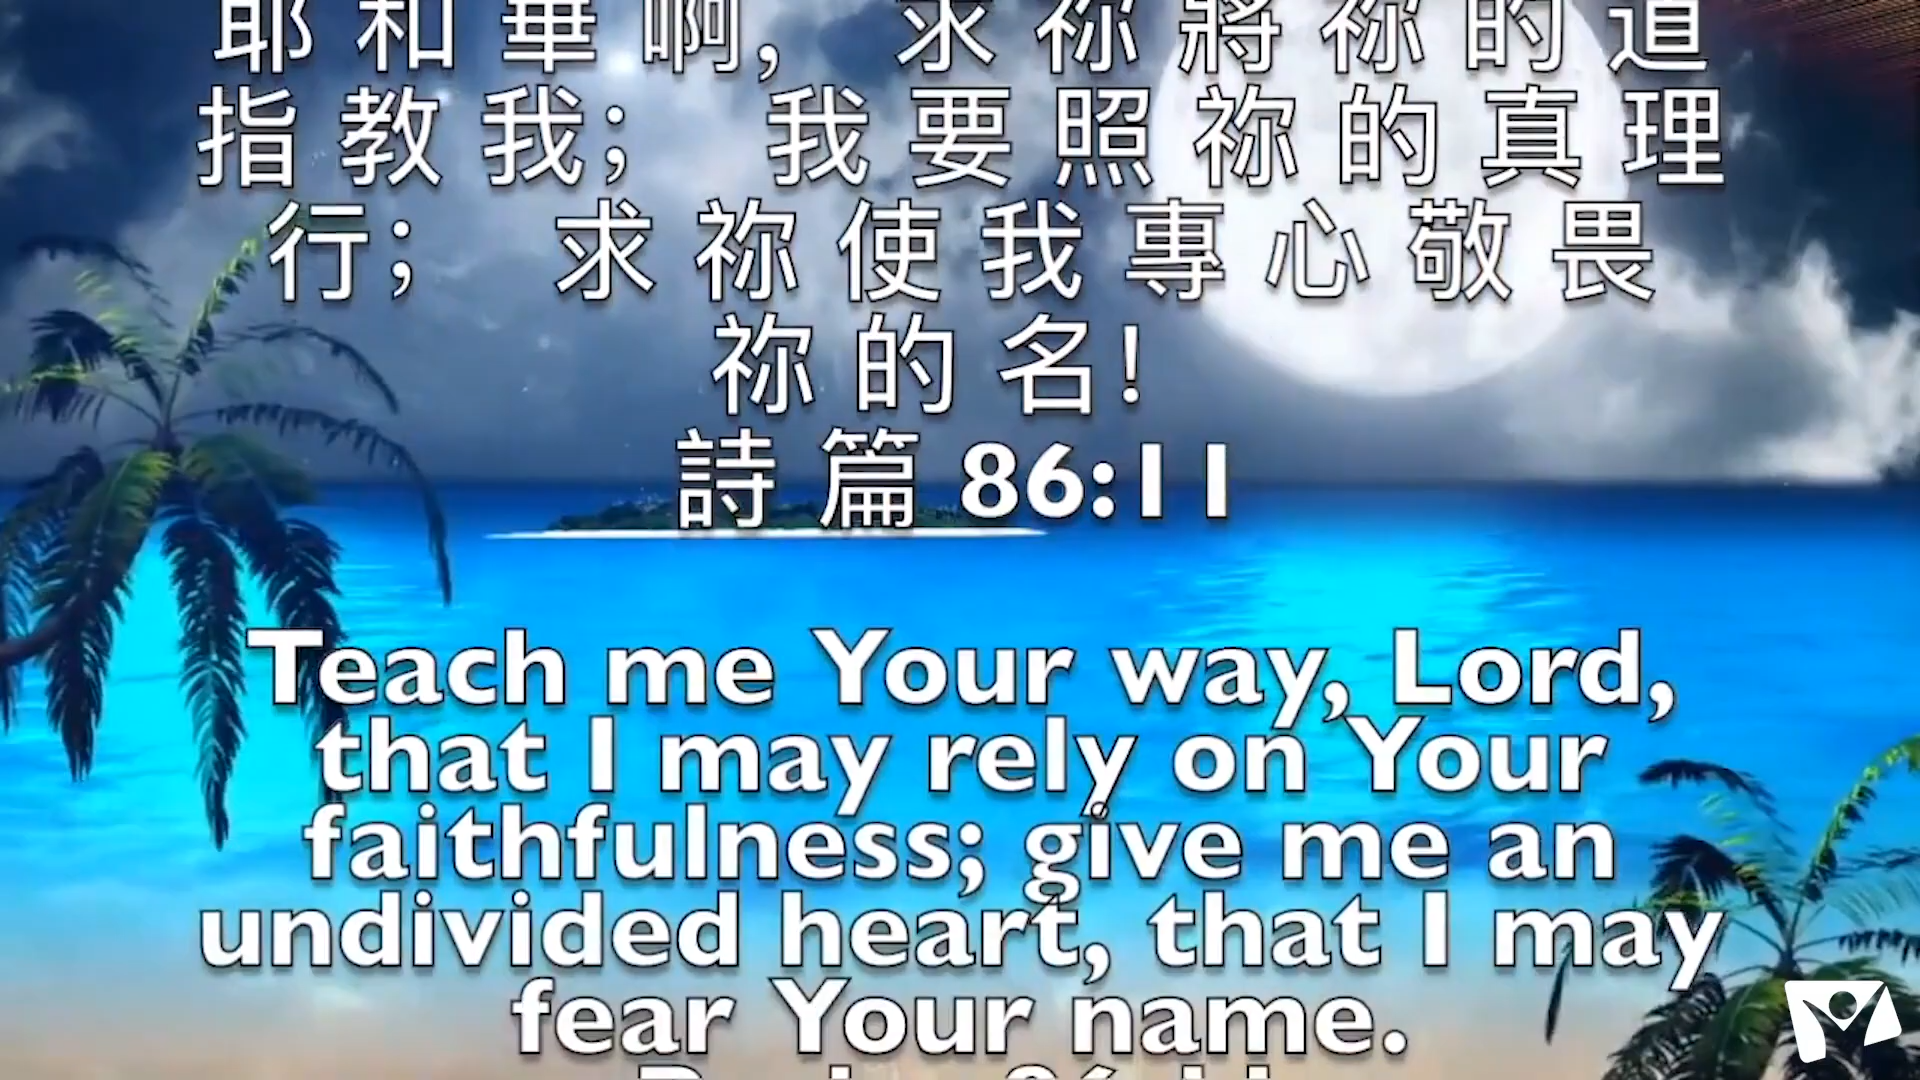 耶和華啊, 求祢將祢的道
指教我; 我要照祢的真理
行; 求祢使我專心敬畏
祢的名!
詩篇 86:11
Teach me Your way, Lord,
that I may rely on Your
faithfulness; give me an
undivided heart, that I may
fear Your name.